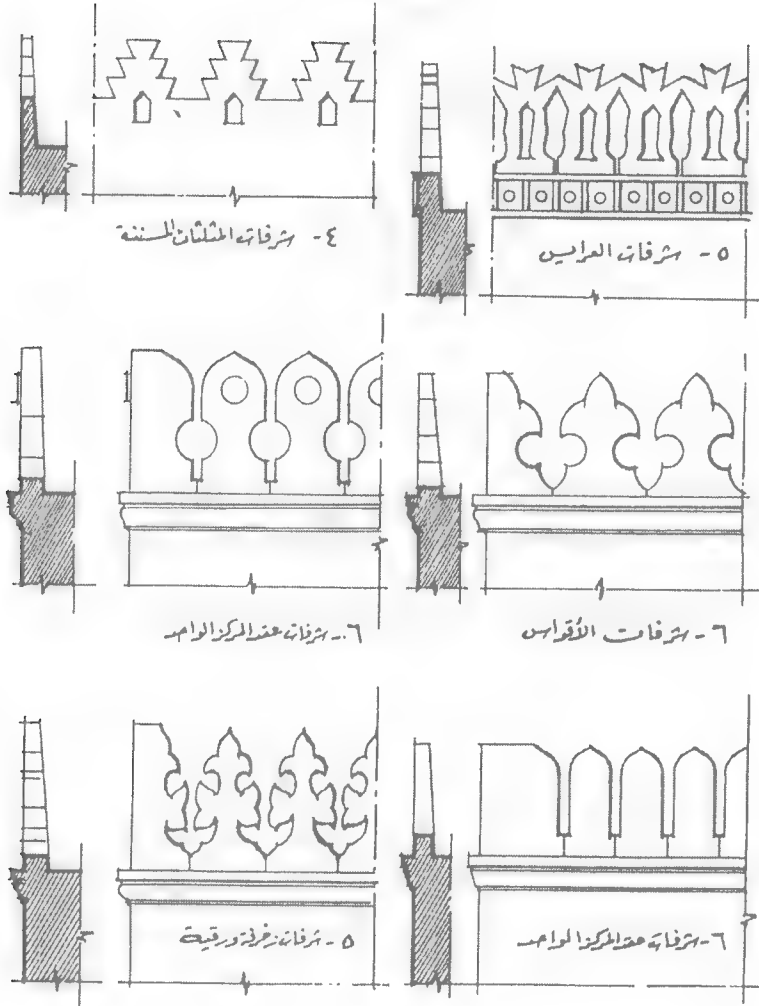 ٤- شرفات المثلثات المسننة
٥- شرفات العرايس
٦- شرفات عقد المركز الواحد
٦- شرفات الأقواس
٥- شرفات زخرفة ورقية
٦- شرفات عقد المركز الواحد